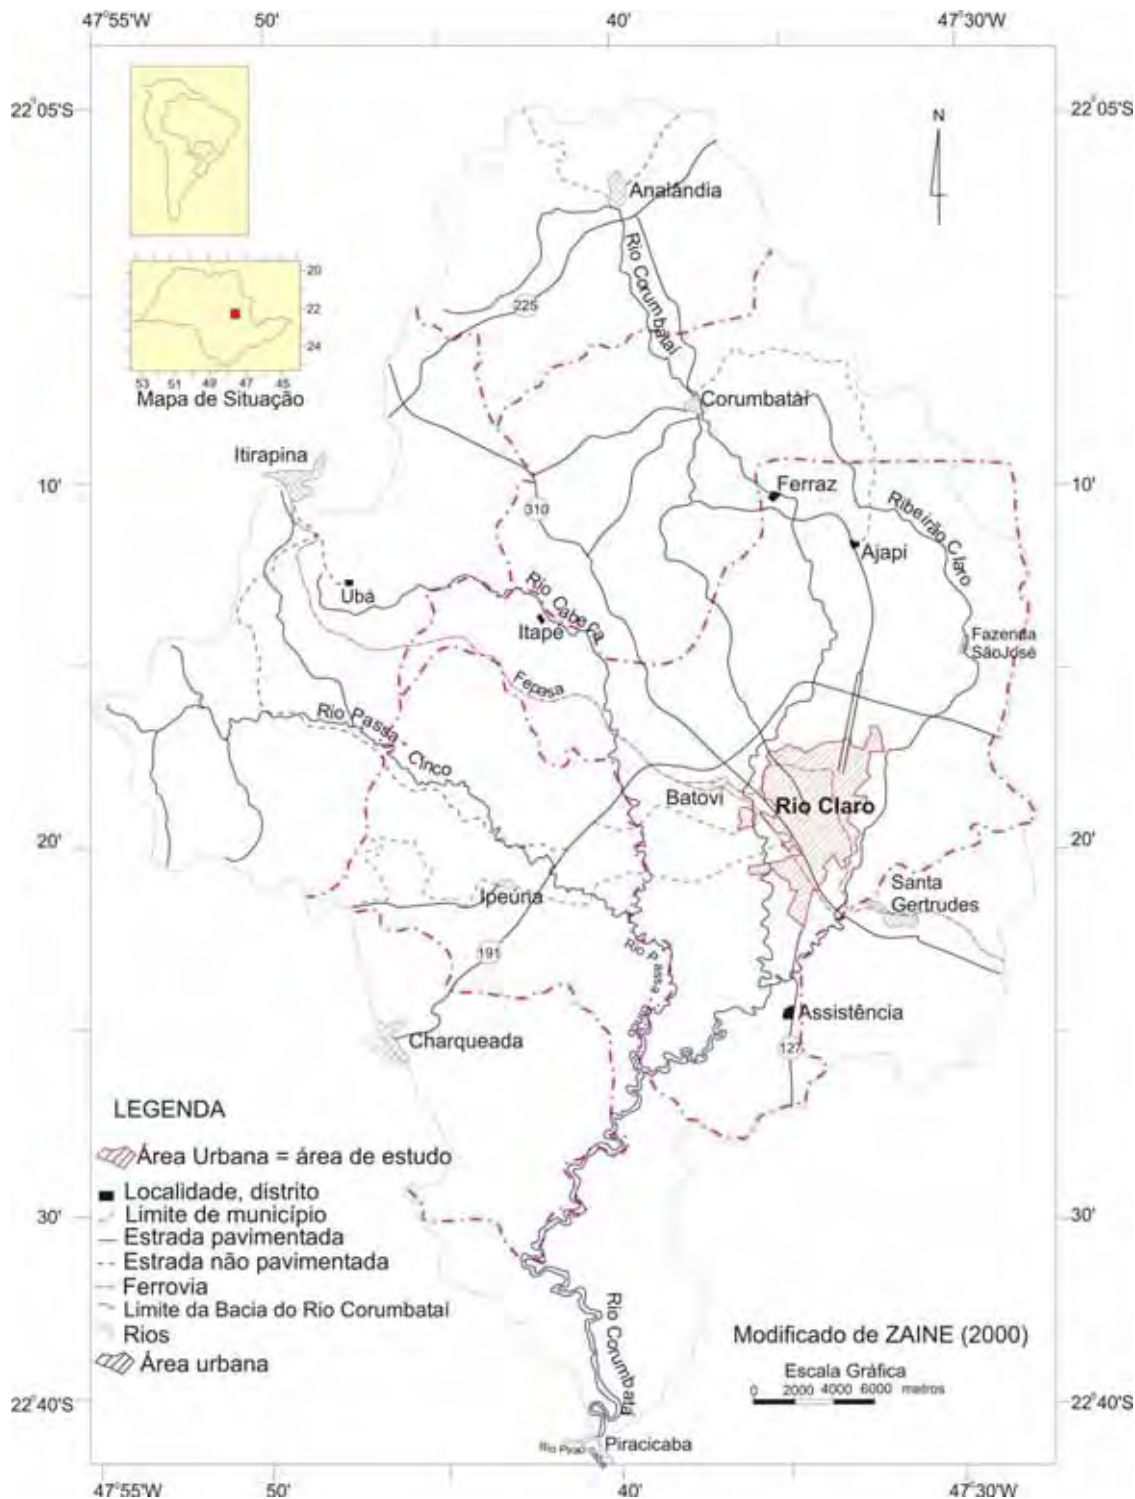 47°55'W
50'
40'
47°30'W
22°05'S
22°05'S
N
Analândia
Rio Corumbataí
225
20
22
24
53
51
49
47
45
Mapa de Situação
Corumbataí
Itirapina
10'
10'
Ferraz
310
Ribeirão Claro
Ajapi
Ubá
Rio Cabeça
Itapé
Fazenda
SãoJosé
Fepasa
Rio Passa - Cinco
Batovi
Rio Claro
20'
20'
Ipeúna
Santa
Gertrudes
191
Rio Passa
Assistência
Charqueada
127
LEGENDA
Área Urbana = área de estudo
Localidade, distrito
Limite de município
Estrada pavimentada
Estrada não pavimentada
Ferrovia
Limite da Bacia do Rio Corumbataí
Rios
Área urbana
30'
30'
Rio Corumbataí
Modificado de ZAINE (2000)
Escala Gráfica
0 2000 4000 6000 metros
22°40'S
22°40'S
Piracicaba
47°55'W
50'
40'
47°30'W